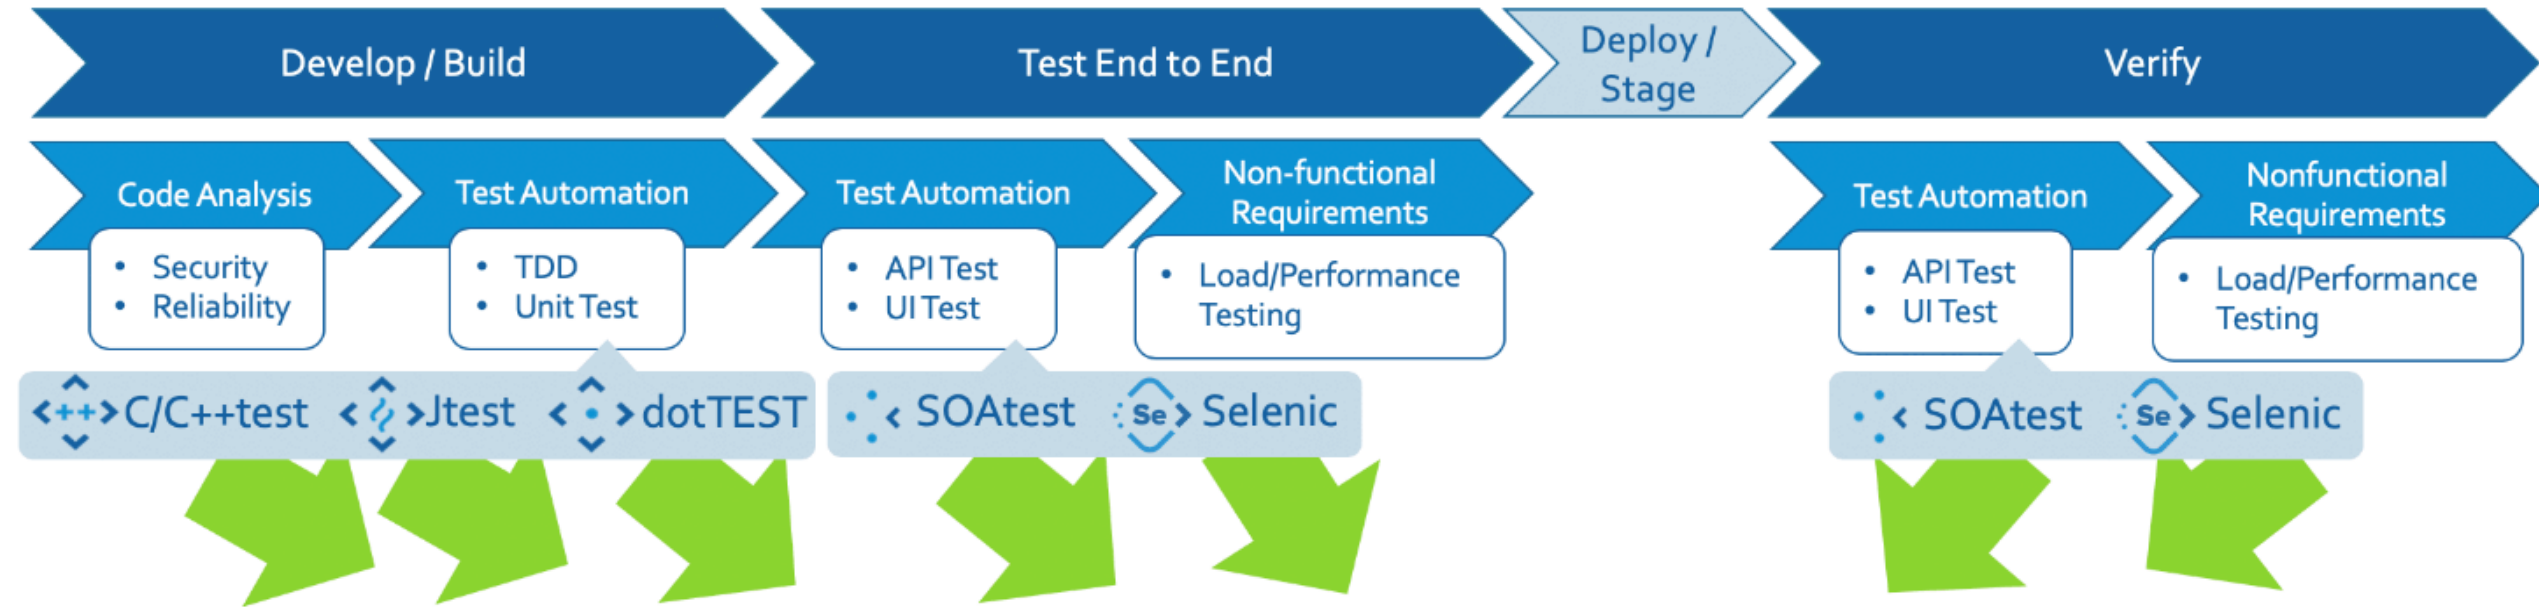 Develop / Build
Test End to End
Deploy /
Stage
Verify
Code Analysis
• Security
• Reliability
Test Automation
• TDD
• Unit Test
Test Automation
• API Test
• UI Test
Non-functional
Requirements
• Load/Performance
Testing
Test Automation
• API Test
• UI Test
Nonfunctional
Requirements
• Load/Performance
Testing
<++> C/C++test
Jtest
dotTEST
SOAtest
Se Selenic
SOAtest
Se Selenic